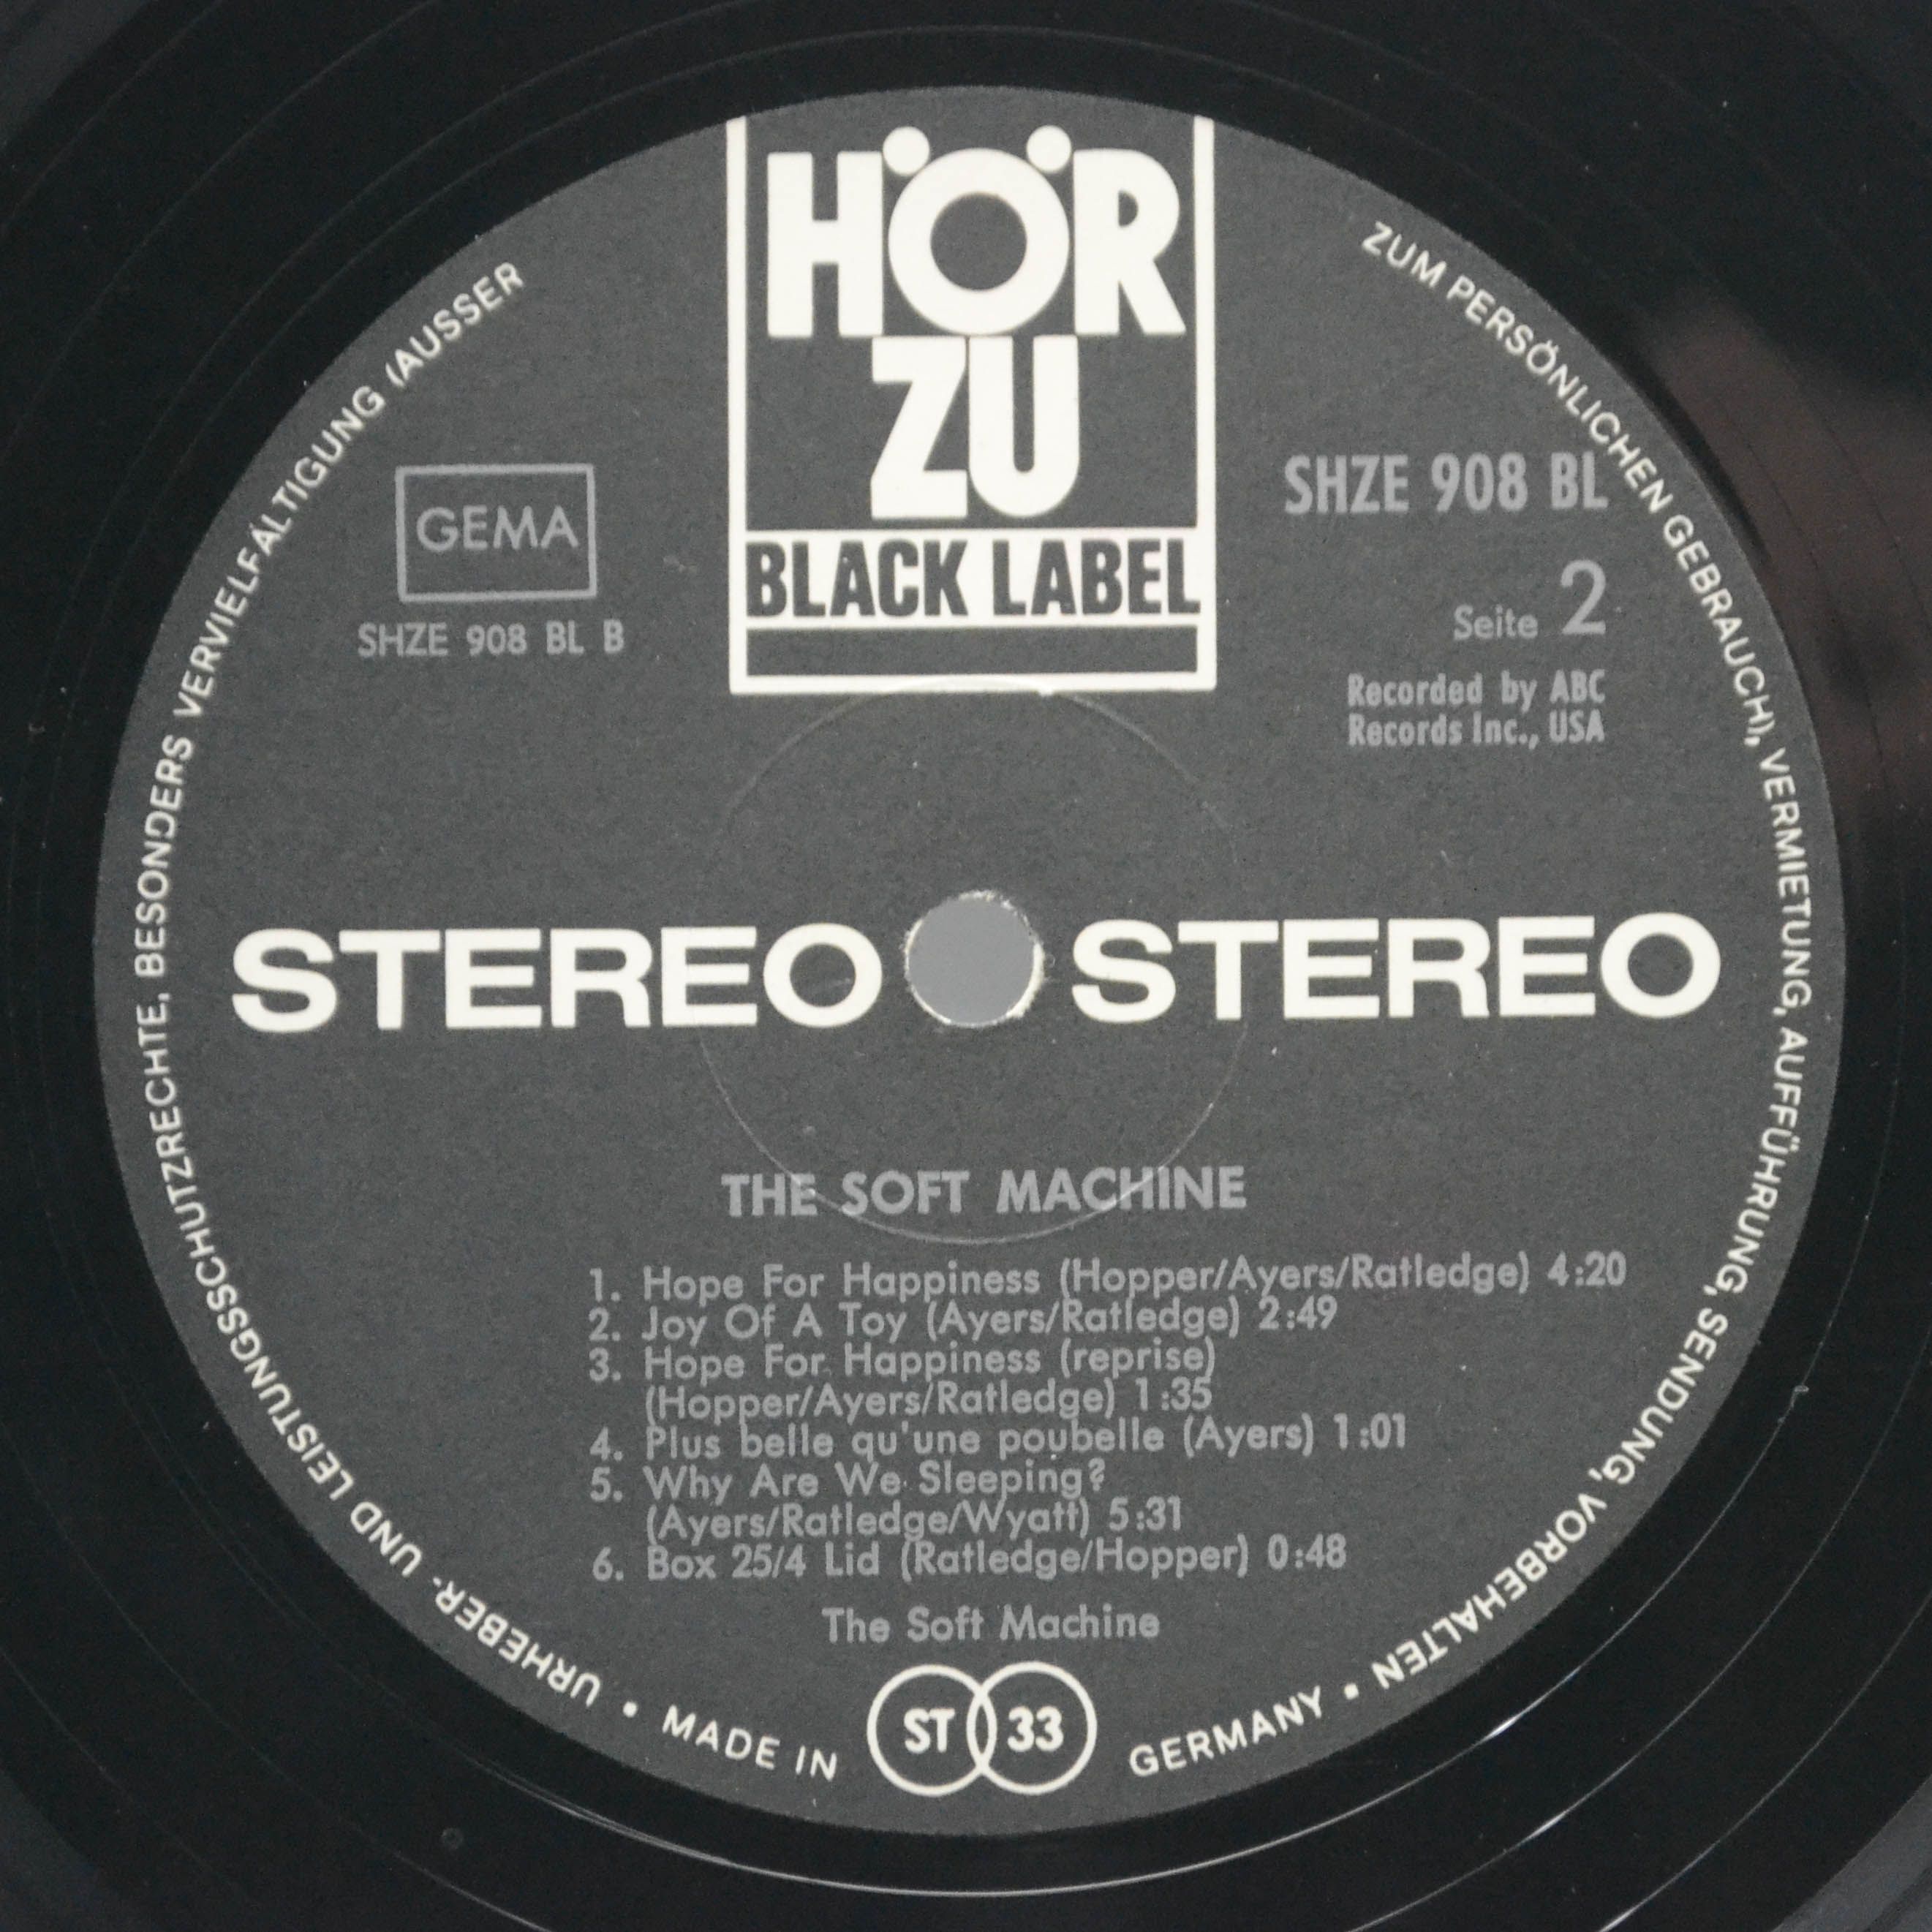 HÖR
ZU
BLACK LABEL
GEMA
SHZE 908 BL B
SHZE 908 BL
Seite 2
Recorded by ABC
Records Inc., USA
STEREO STEREO
THE SOFT MACHINE
1. Hope For Happiness (Hopper/Ayers/Ratledge) 4:20
2. Joy Of A Toy (Ayers/Ratledge) 2:49
3. Hope For Happiness (reprise)
(Hopper/Ayers/Ratledge) 1:35
4. Plus belle qu'une poubelle (Ayers) 1:01
5. Why Are We Sleeping?
(Ayers/Ratledge/Wyatt) 5:31
6. Box 25/4 Lid (Ratledge/Hopper) 0:48
The Soft Machine
ST 33
MADE IN GERMANY
• URHEBER- UND LEISTUNGSSCHUTZRECHTE, BESONDERS VERVIELFÄLTIGUNG (AUSSER
ZUM PERSÖNLICHEN GEBRAUCH), VERMIETUNG, AUFFÜHRUNG, SENDUNG, VORBEHALTEN •